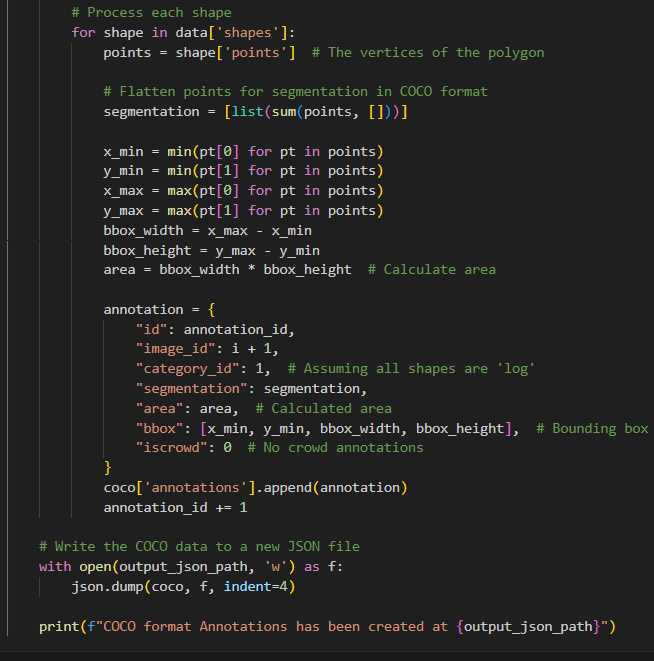 # Process each shape
for shape in data['shapes']:
points = shape['points']  # The vertices of the polygon
# Flatten points for segmentation in COCO format
segmentation = [list(sum(points, []))]
x_min = min(pt[0] for pt in points)
y_min = min(pt[1] for pt in points)
x_max = max(pt[0] for pt in points)
y_max = max(pt[1] for pt in points)
bbox_width = x_max - x_min
bbox_height = y_max - y_min
area = bbox_width * bbox_height  # Calculate area
annotation = {
"id": annotation_id,
"image_id": i + 1,
"category_id": 1,  # Assuming all shapes are 'log'
"segmentation": segmentation,
"area": area,  # Calculated area
"bbox": [x_min, y_min, bbox_width, bbox_height],  # Bounding box
"iscrowd": 0  # No crowd annotations
}
coco['annotations'].append(annotation)
annotation_id += 1
# Write the COCO data to a new JSON file
with open(output_json_path, 'w') as f:
json.dump(coco, f, indent=4)
print(f"COCO format Annotations has been created at {output_json_path}")